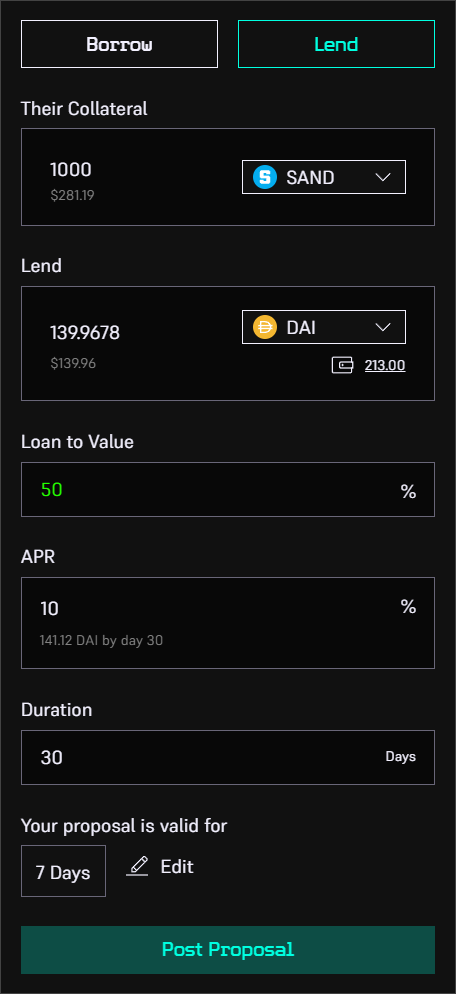 Borrow Lend
Their Collateral
1000 SAND
$281.19
Lend
139.9678 DAI
$139.96 213.00
Loan to Value
50 %
APR
10 %
141.12 DAI by day 30
Duration
30 Days
Your proposal is valid for
7 Days Edit
Post Proposal